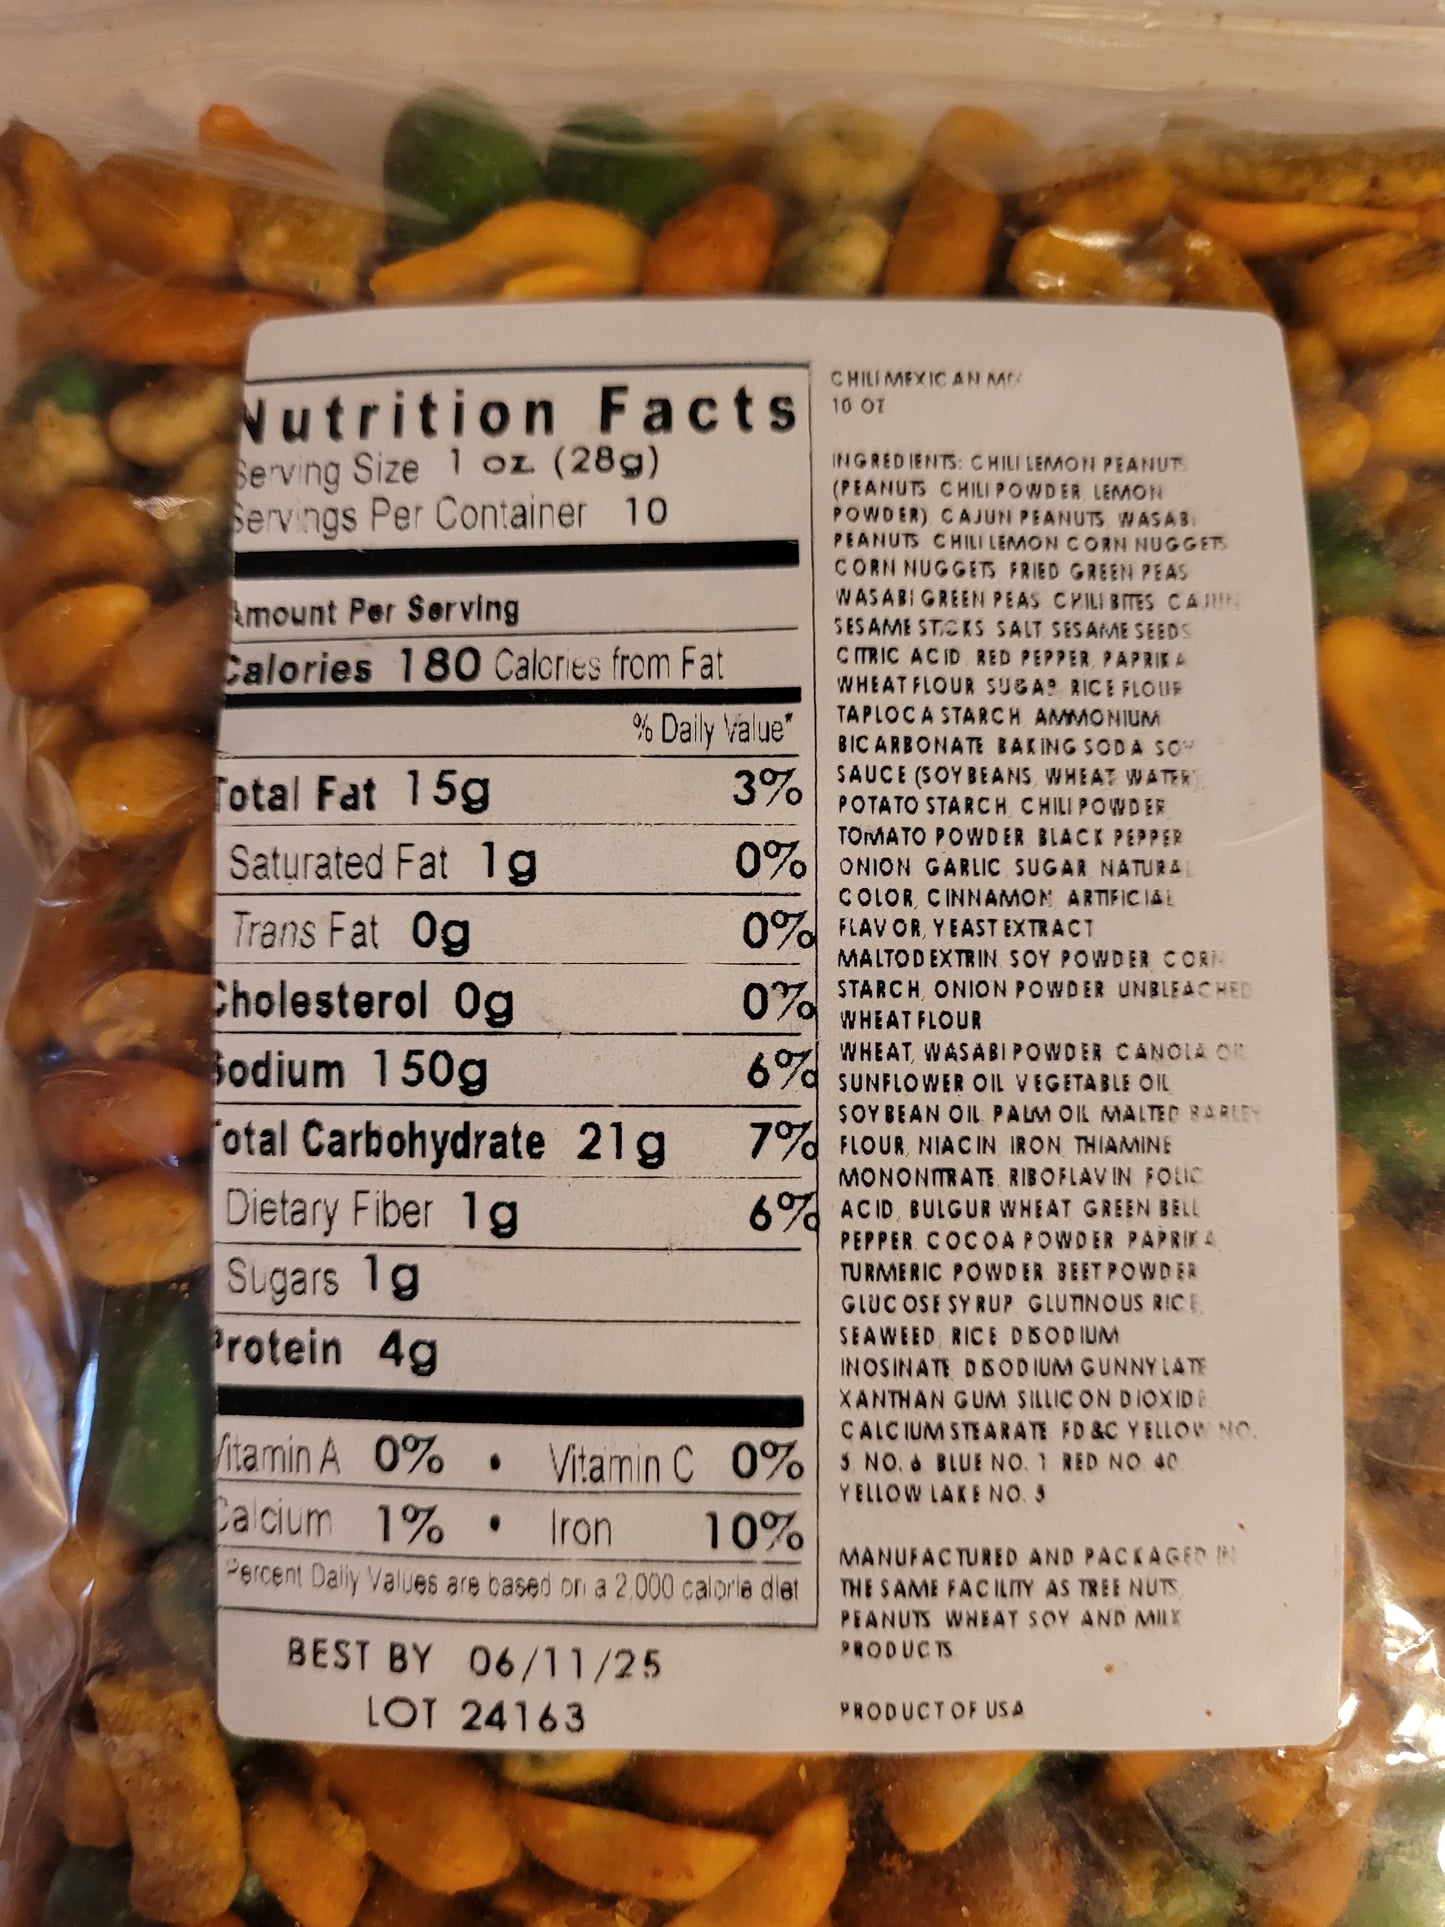 Nutrition Facts
Serving Size 1 oz. (28g)
Servings Per Container 10
Amount Per Serving
Calories 180 Calories from Fat
% Daily Value*
Total Fat 15g 3%
Saturated Fat 1g 0%
Trans Fat 0g 0%
Cholesterol 0g 0%
Sodium 150g 6%
Total Carbohydrate 21g 7%
Dietary Fiber 1g 6%
Sugars 1g
Protein 4g
Vitamin A 0% • Vitamin C 0%
Calcium 1% • Iron 10%
Percent Daily Values are based on a 2,000 calorie diet
BEST BY 06/11/25
LOT 24163
CHILI MEXICAN
10 OZ
INGREDIENTS: CHILI LEMON PEANUTS
(PEANUTS, CHILI POWDER, LEMON
POWDER), CAJUN PEANUTS, WASABI
PEANUTS, CHILI LEMON CORN NUGGETS
CORN NUGGETS, FRIED GREEN PEAS
WASABI GREEN PEAS, CHILI BITES, CAJUN
SESAME STICKS, SALT, SESAME SEEDS
CITRIC ACID, RED PEPPER, PAPRIKA
WHEAT FLOUR, SUGAR, RICE FLOUR
TAPLOCA STARCH, AMMONIUM
BICARBONATE, BAKING SODA, SOY
SAUCE (SOYBEANS, WHEAT, WATER),
POTATO STARCH, CHILI POWDER,
TOMATO POWDER, BLACK PEPPER
ONION, GARLIC, SUGAR, NATURAL
COLOR, CINNAMON, ARTIFICIAL
FLAVOR, YEAST EXTRACT
MALTODEXTRIN, SOY POWDER, CORN
STARCH, ONION POWDER, UNBLEACHED
WHEAT FLOUR
WHEAT, WASABI POWDER, CANOLA OIL
SUNFLOWER OIL, VEGETABLE OIL,
SOYBEAN OIL, PALM OIL, MALTED BARLEY
FLOUR, NIACIN, IRON, THIAMINE
MONONITRATE, RIBOFLAVIN, FOLIC
ACID, BULGUR WHEAT, GREEN BELL
PEPPER, COCOA POWDER, PAPRIKA,
TURMERIC POWDER, BEET POWDER
GLUCOSE SYRUP, GLUTINOUS RICE,
SEAWEED, RICE, DISODIUM
INOSINATE, DISODIUM GUNNYLATE
XANTHAN GUM, SILLICON DIOXIDE,
CALCIUM STEARATE, FD&C YELLOW NO.
5, NO. 6, BLUE NO. 1, RED NO. 40,
YELLOW LAKE NO. 5
MANUFACTURED AND PACKAGED IN
THE SAME FACILITY AS TREE NUTS,
PEANUTS, WHEAT, SOY AND MILK
PRODUCTS
PRODUCT OF USA